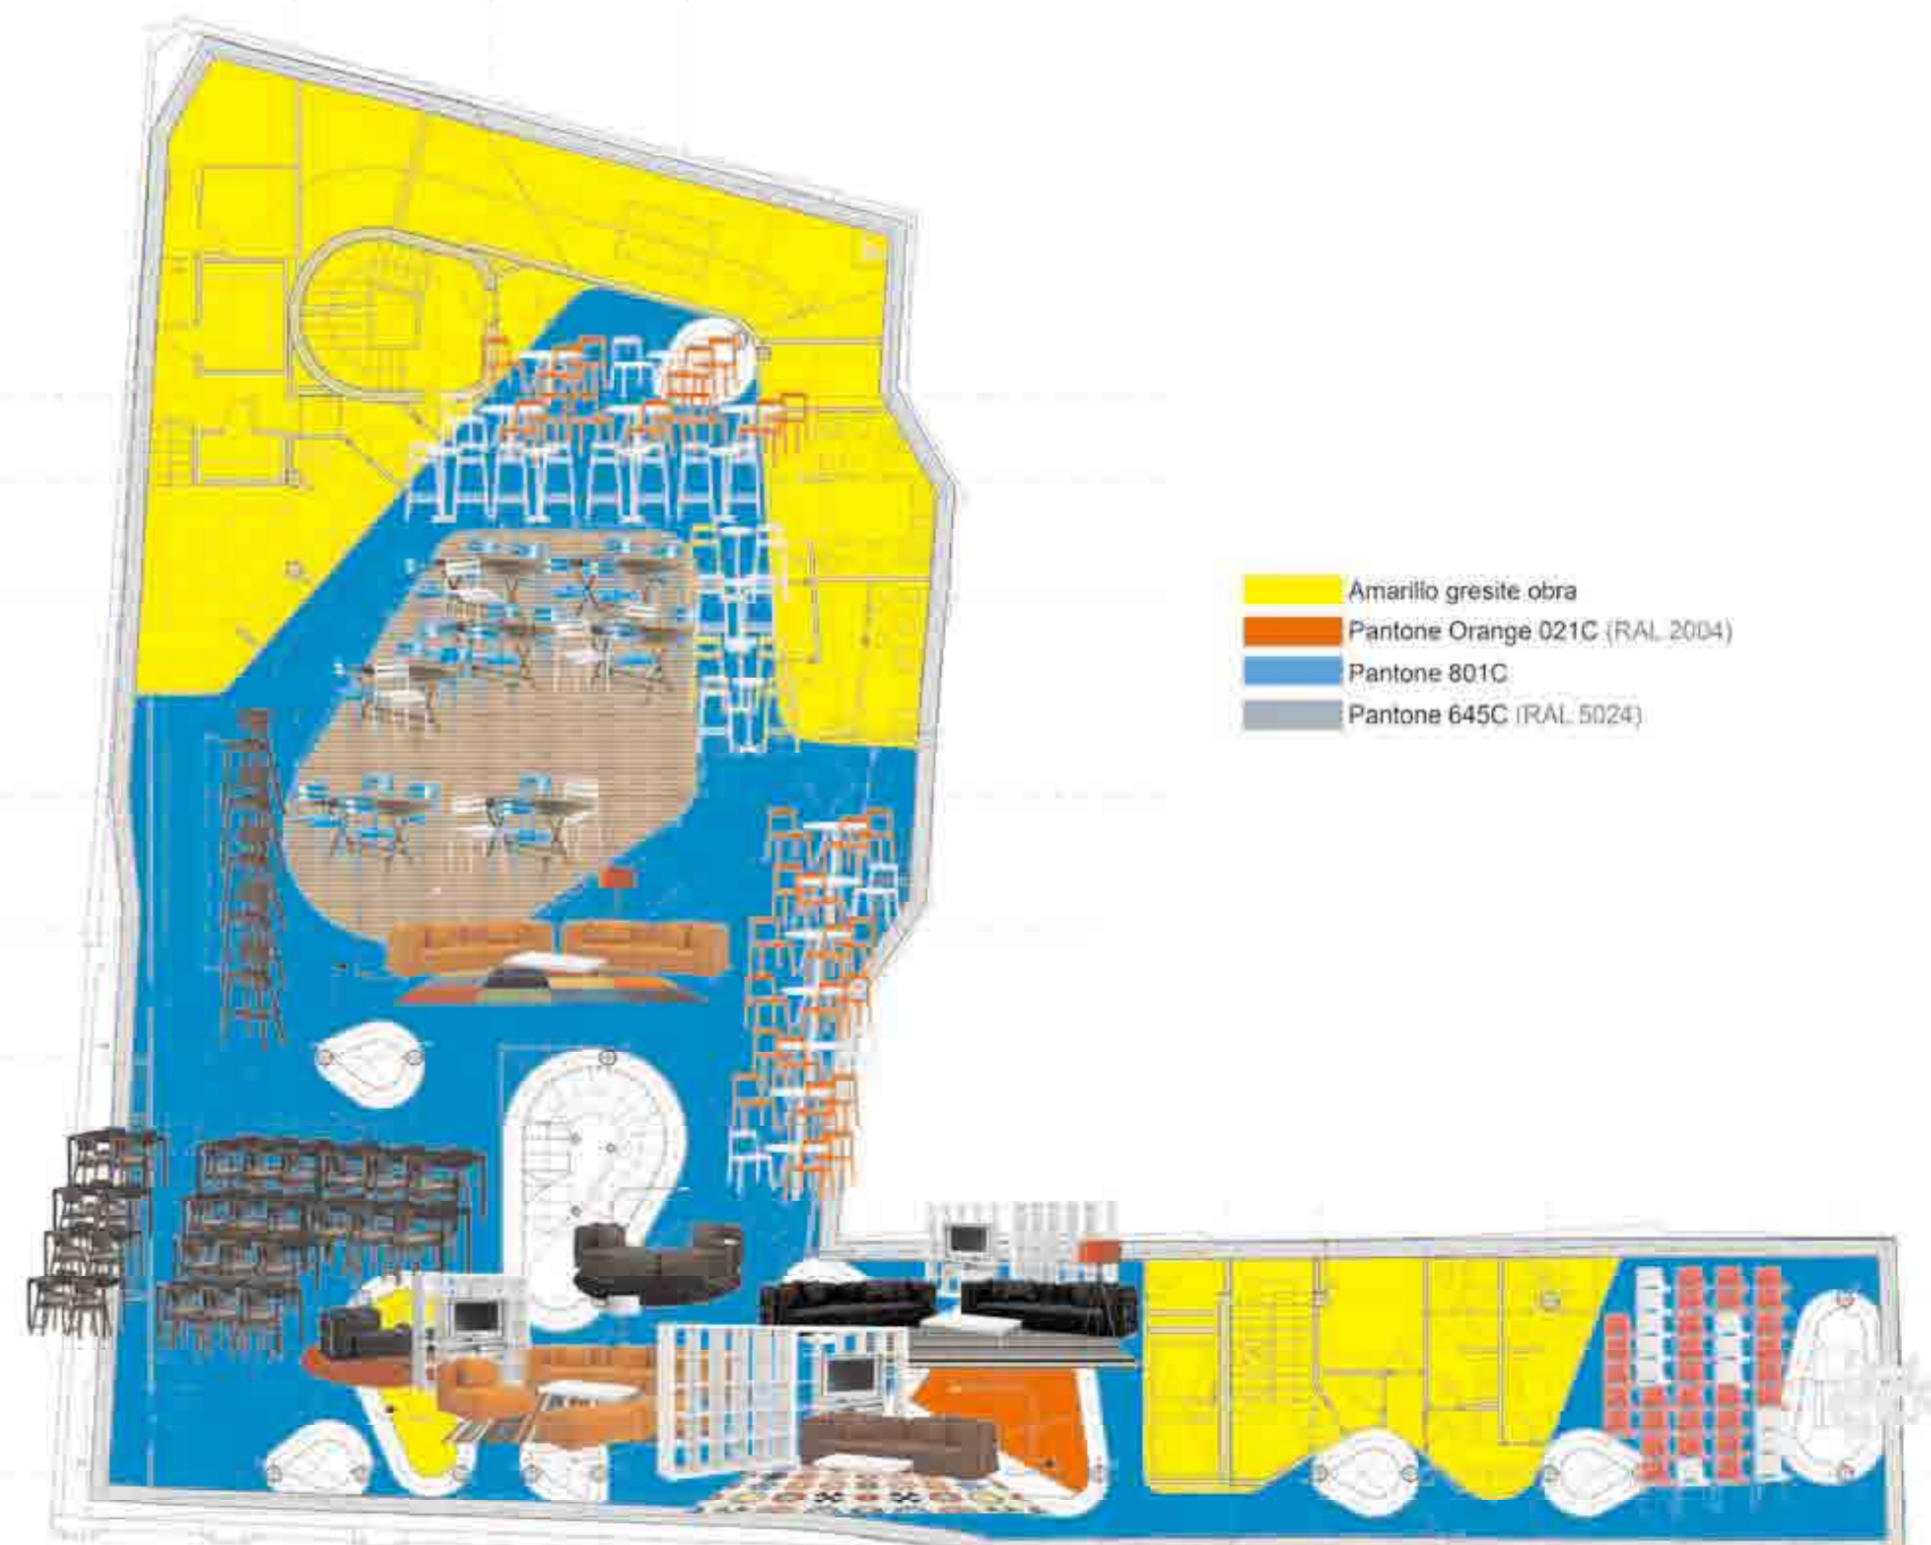 Amarillo gresite obra
Pantone Orange 021C (RAL 2004)
Pantone 801C
Pantone 645C (RAL 5024)